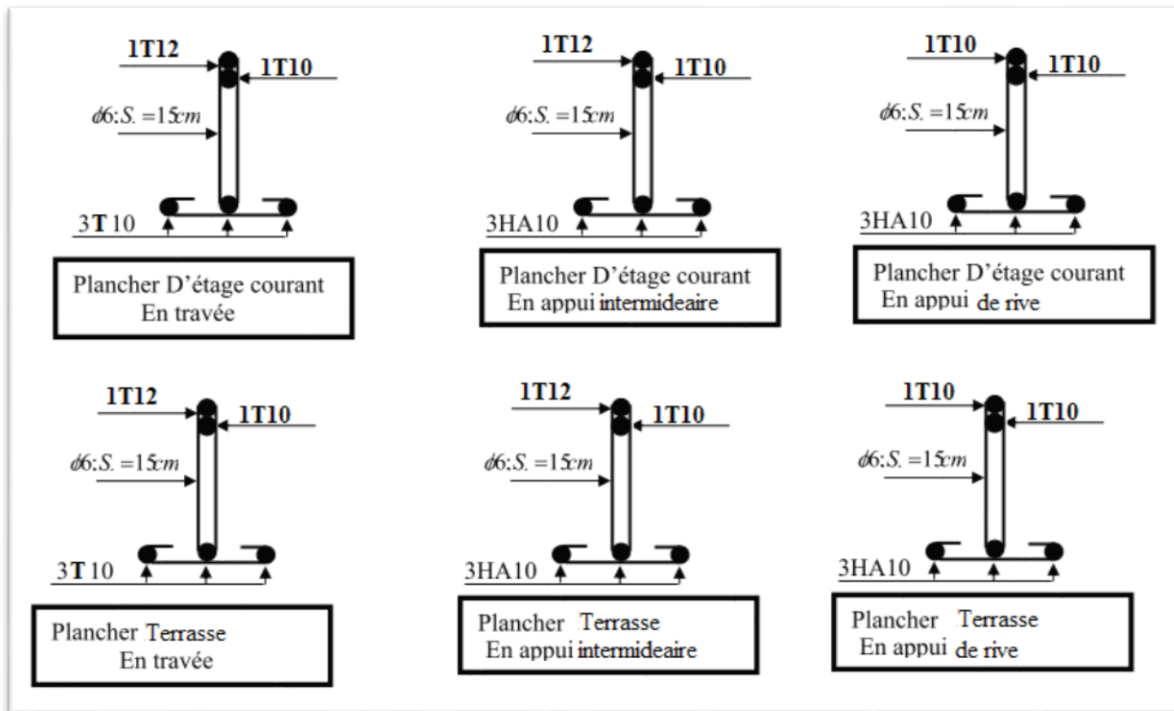 1T12
1T10
ϕ6:S. =15cm
3T10
Plancher D'étage courant
En travée
1T12
1T10
ϕ6:S. =15cm
3HA10
Plancher D'étage courant
En appui intermideaire
1T10
1T10
ϕ6:S. =15cm
3HA10
Plancher D'étage courant
En appui de rive
1T12
1T10
ϕ6:S. =15cm
3T10
Plancher Terrasse
En travée
1T12
1T10
ϕ6:S. =15cm
3HA10
Plancher Terrasse
En appui intermideaire
1T10
1T10
ϕ6:S. =15cm
3HA10
Plancher Terrasse
En appui de rive